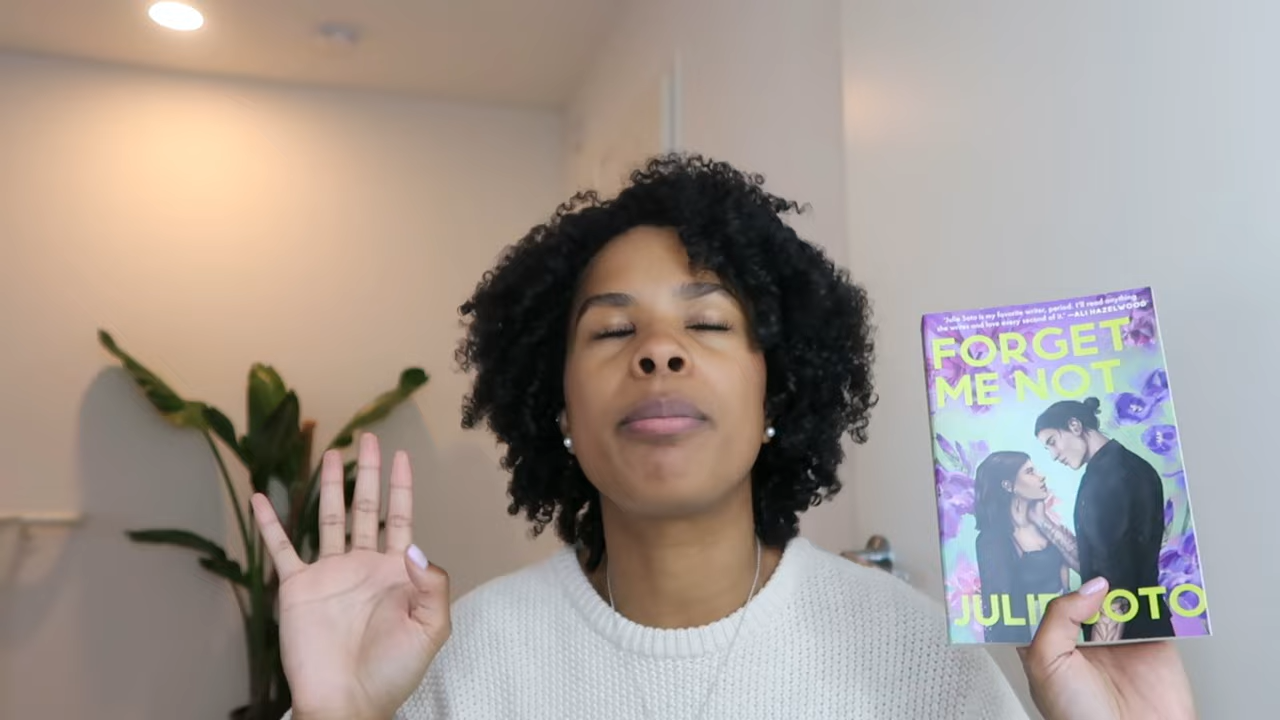 "Julie Soto is my favorite writer, period. I'll read anything
she writes and love every second of it." —ALI HAZELWOOD
FORGET
ME NOT
JULIE SOTO